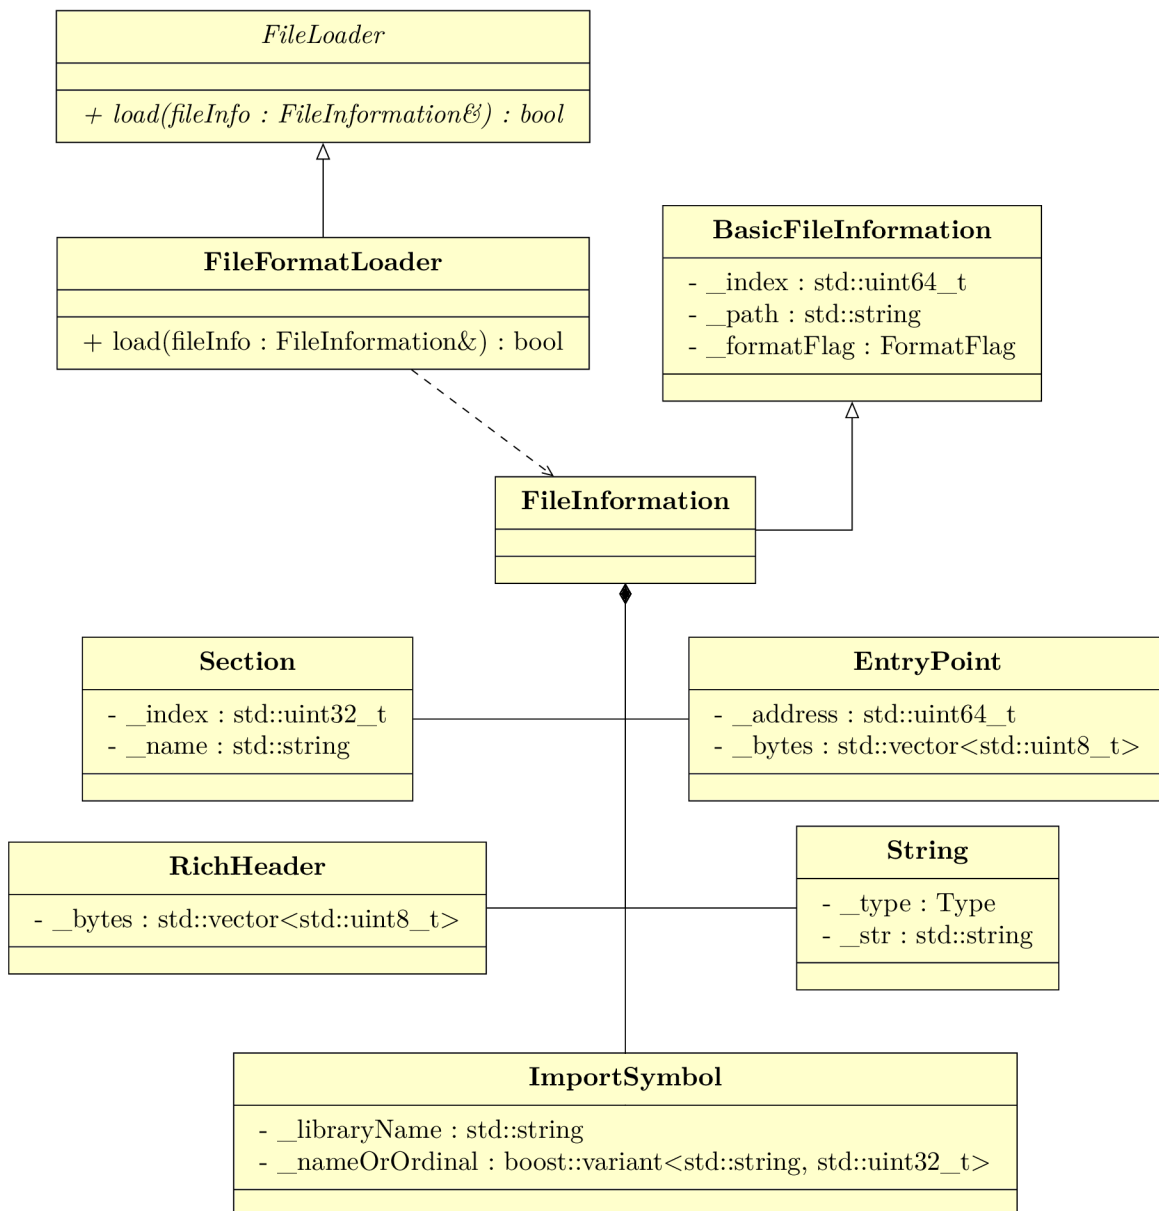 FileLoader
+ load(fileInfo : FileInformation&) : bool
FileFormatLoader
+ load(fileInfo : FileInformation&) : bool
BasicFileInformation
- _index : std::uint64_t
- _path : std::string
- _formatFlag : FormatFlag
FileInformation
Section
- _index : std::uint32_t
- _name : std::string
EntryPoint
- _address : std::uint64_t
- _bytes : std::vector<std::uint8_t>
RichHeader
- _bytes : std::vector<std::uint8_t>
String
- _type : Type
- _str : std::string
ImportSymbol
- _libraryName : std::string
- _nameOrOrdinal : boost::variant<std::string, std::uint32_t>